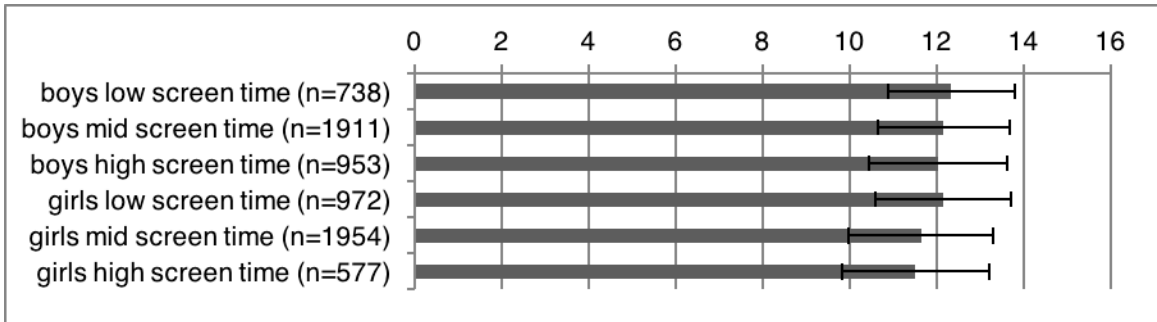 0 2 4 6 8 10 12 14 16
boys low screen time (n=738)
boys mid screen time (n=1911)
boys high screen time (n=953)
girls low screen time (n=972)
girls mid screen time (n=1954)
girls high screen time (n=577)